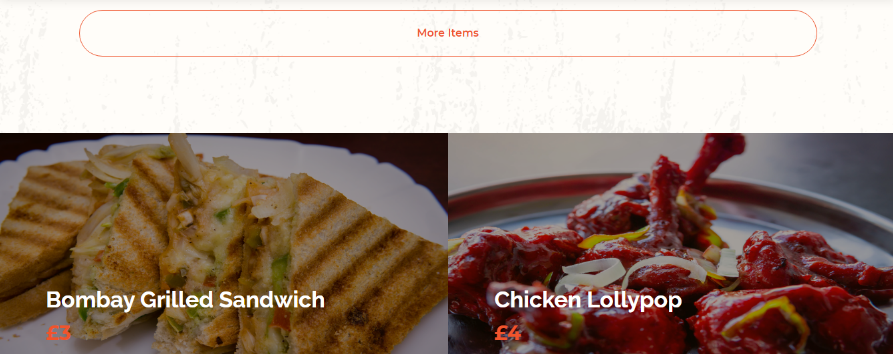 More Items
Bombay Grilled Sandwich
£3
Chicken Lollypop
£4